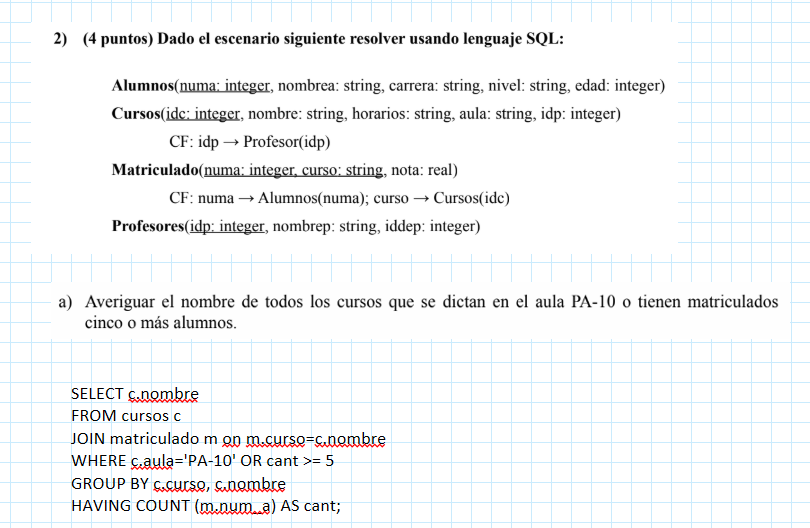 2) (4 puntos) Dado el escenario siguiente resolver usando lenguaje SQL:
Alumnos(numa: integer, nombrea: string, carrera: string, nivel: string, edad: integer)
Cursos(idc: integer, nombre: string, horarios: string, aula: string, idp: integer)
CF: idp → Profesor(idp)
Matriculado(numa: integer, curso: string, nota: real)
CF: numa → Alumnos(numa); curso → Cursos(idc)
Profesores(idp: integer, nombrep: string, iddep: integer)
a) Averiguar el nombre de todos los cursos que se dictan en el aula PA-10 o tienen matriculados
cinco o más alumnos.
SELECT c.nombre
FROM cursos c
JOIN matriculado m on m.curso=c.nombre
WHERE c.aula='PA-10' OR cant >= 5
GROUP BY c.curso, c.nombre
HAVING COUNT (m.num_a) AS cant;